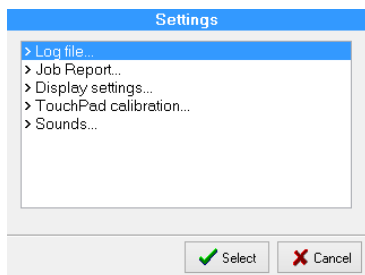 Settings
> Log file...
> Job Report...
> Display settings...
> TouchPad calibration...
> Sounds...
Select
Cancel